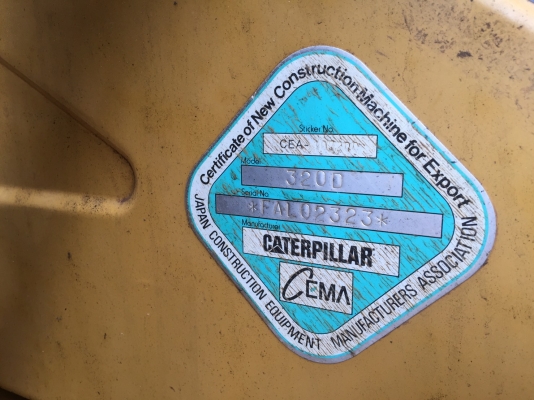 Certificate of New Construction Machine for Export
Sticker No.
CEA-
Model
320D
Serial No.
*FAL02323*
Manufacturer
CATERPILLAR
CEMA
JAPAN CONSTRUCTION EQUIPMENT MANUFACTURERS ASSOCIATION